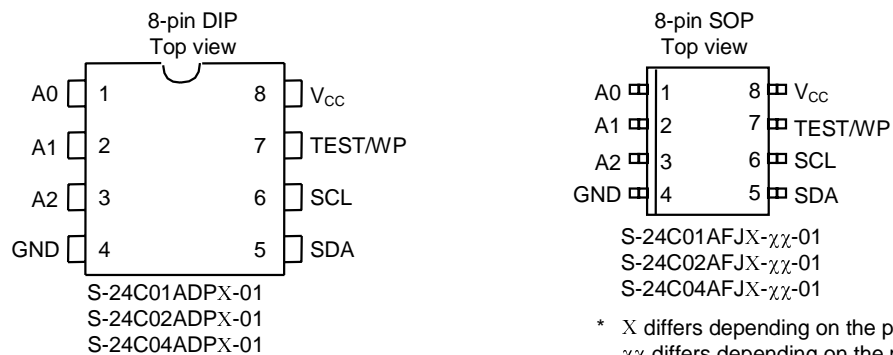 8-pin DIP
Top view
A0 1 8 VCC
A1 2 7 TEST/WP
A2 3 6 SCL
GND 4 5 SDA
S-24C01ADPX-01
S-24C02ADPX-01
S-24C04ADPX-01
8-pin SOP
Top view
A0 1 8 VCC
A1 2 7 TEST/WP
A2 3 6 SCL
GND 4 5 SDA
S-24C01AFJX-χχ-01
S-24C02AFJX-χχ-01
S-24C04AFJX-χχ-01
* X differs depending on the
χχ differs depending on the